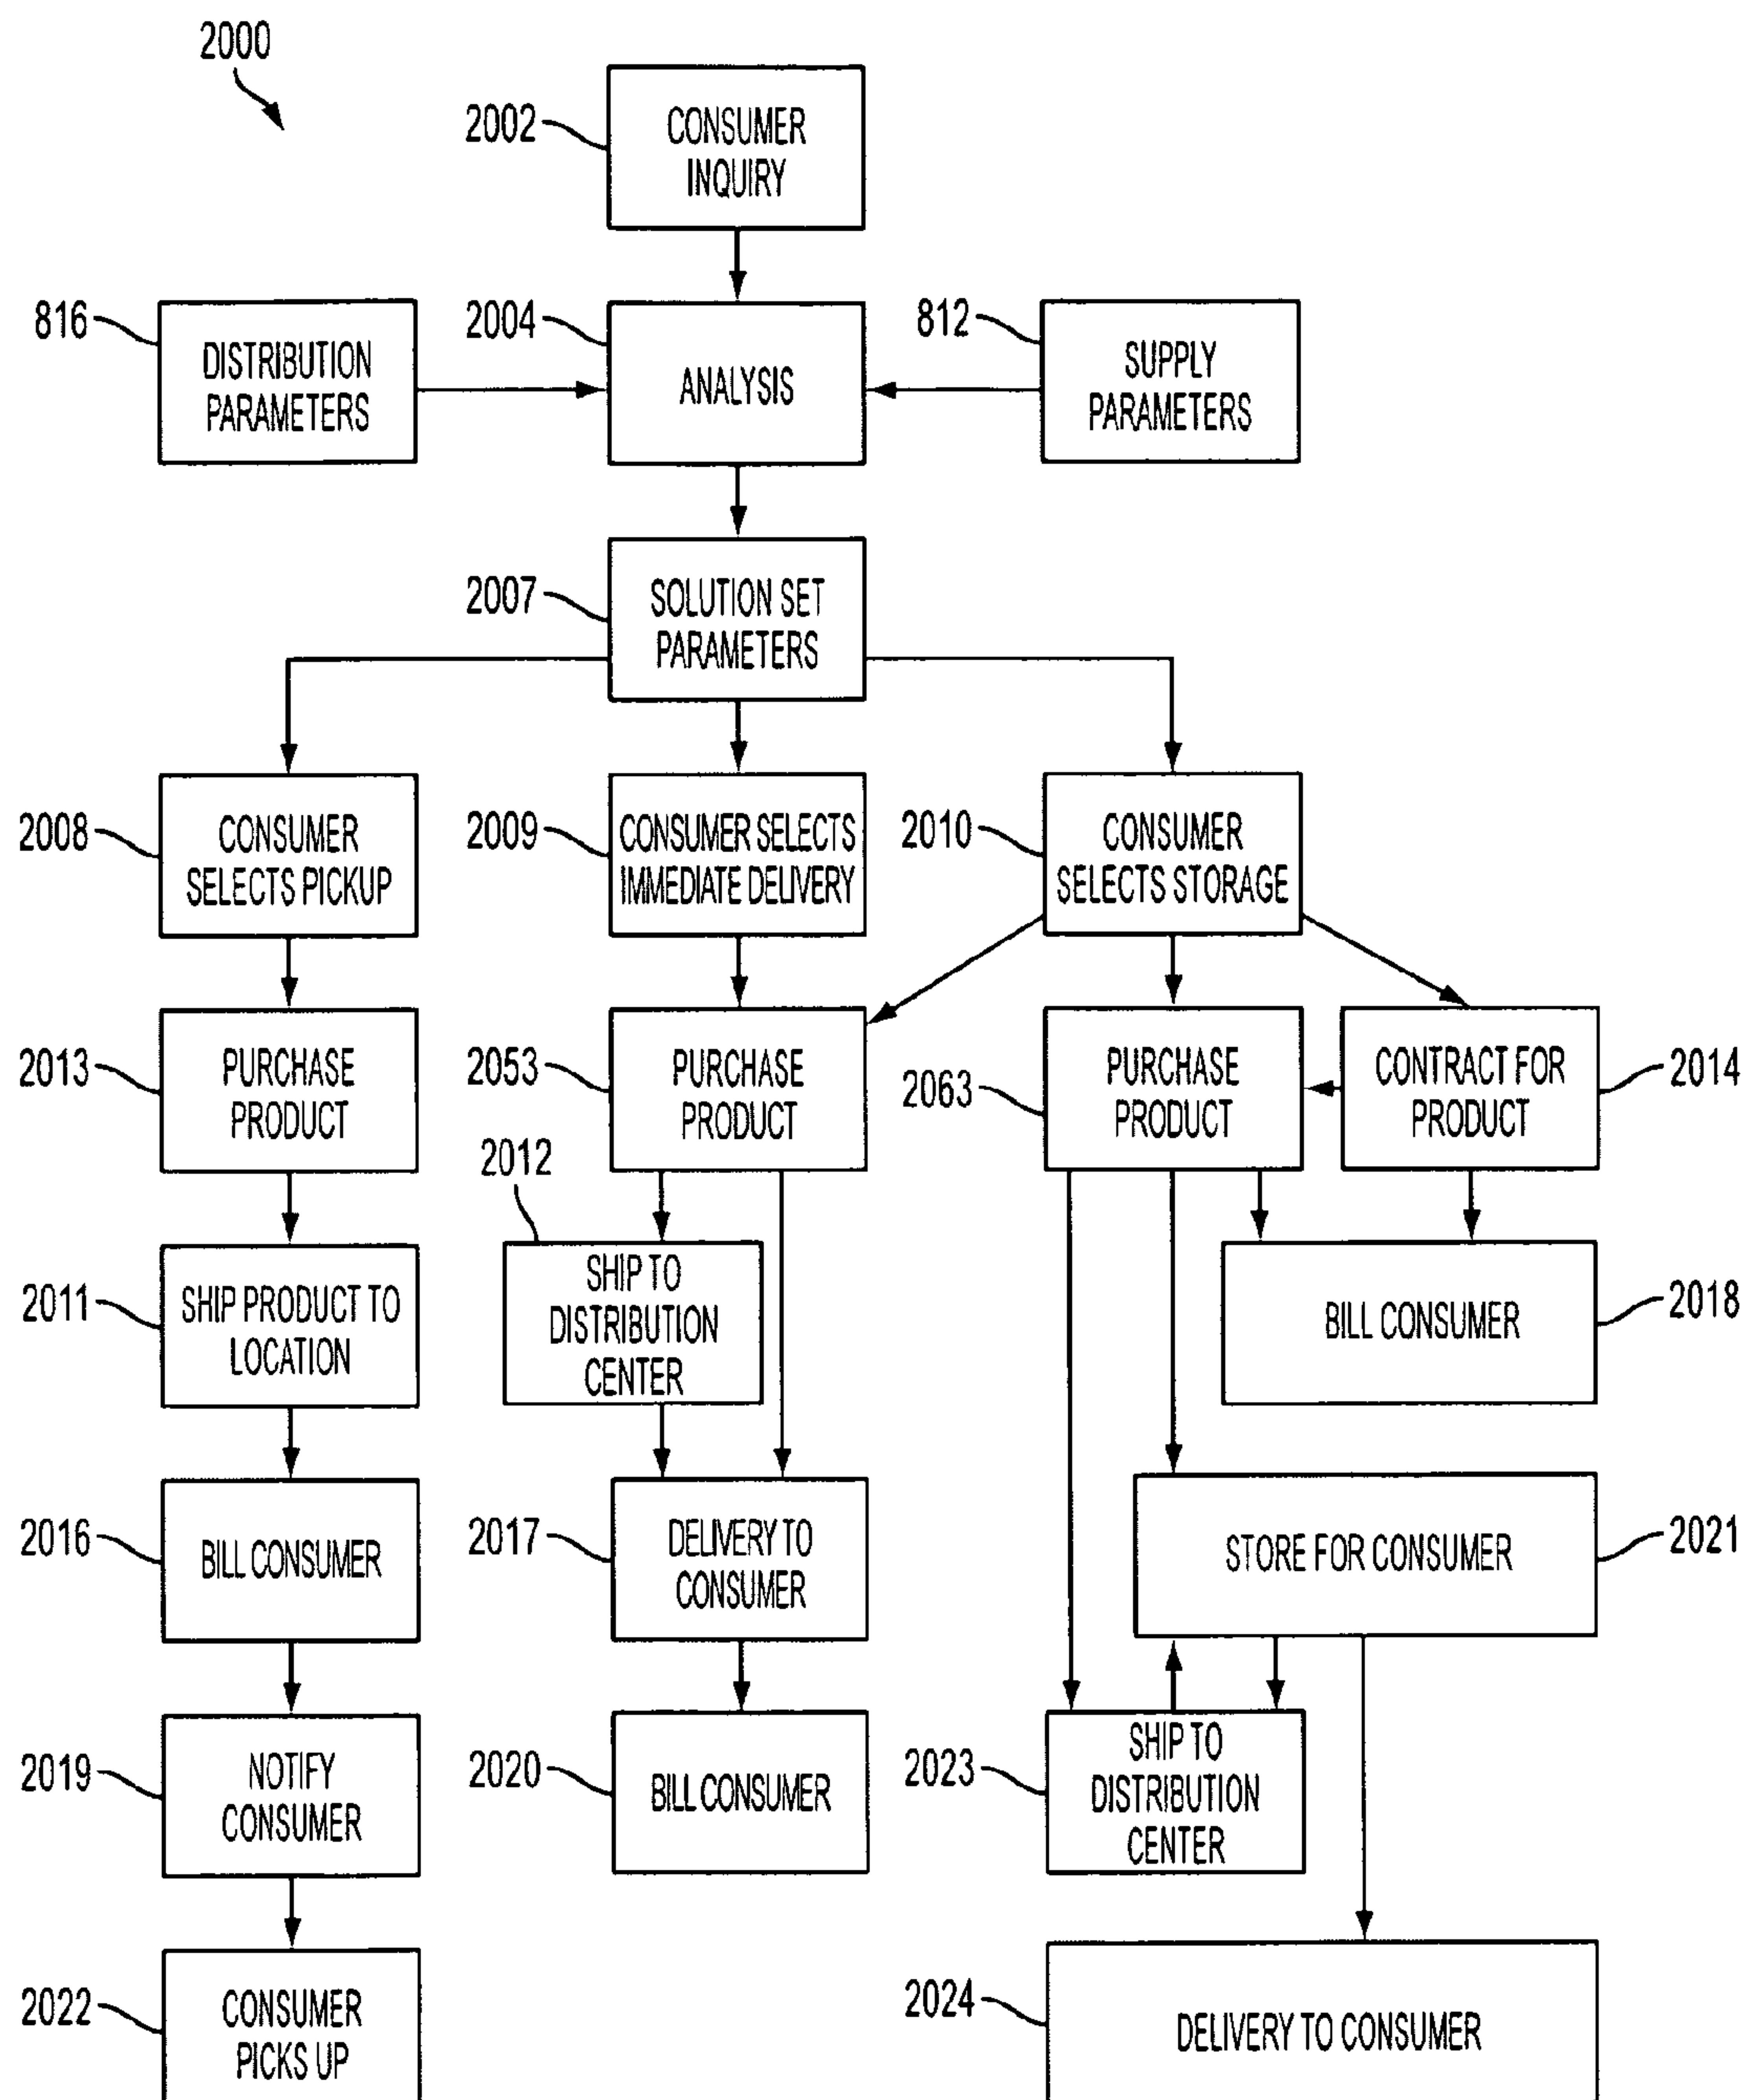 2000
2002
CONSUMER
INQUIRY
816
DISTRIBUTION
PARAMETERS
2004
ANALYSIS
812
SUPPLY
PARAMETERS
2007
SOLUTION SET
PARAMETERS
2008
CONSUMER
SELECTS PICKUP
2009
CONSUMER SELECTS
IMMEDIATE DELIVERY
2010
CONSUMER
SELECTS STORAGE
2013
PURCHASE
PRODUCT
2053
PURCHASE
PRODUCT
2063
PURCHASE
PRODUCT
CONTRACT FOR
PRODUCT
2014
2011
SHIP PRODUCT TO
LOCATION
2012
SHIP TO
DISTRIBUTION
CENTER
BILL CONSUMER
2018
2016
BILL CONSUMER
2017
DELIVERY TO
CONSUMER
STORE FOR CONSUMER
2021
2019
NOTIFY
CONSUMER
2020
BILL CONSUMER
2023
SHIP TO
DISTRIBUTION
CENTER
2022
CONSUMER
PICKS UP
2024
DELIVERY TO CONSUMER